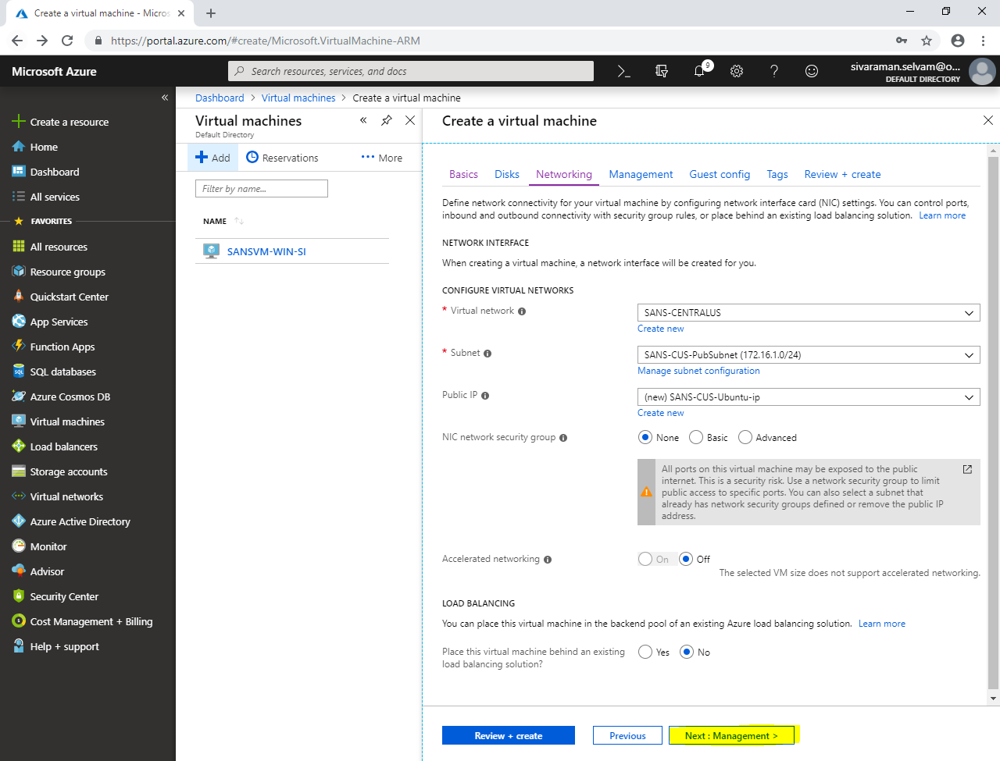 Create a virtual machine - Micros
https://portal.azure.com/#create/Microsoft.VirtualMachine-ARM
Microsoft Azure
Search resources, services, and docs
9
sivaraman.selvam@o...
DEFAULT DIRECTORY
Create a resource
Home
Dashboard
All services
FAVORITES
All resources
Resource groups
Quickstart Center
App Services
Function Apps
SQL databases
Azure Cosmos DB
Virtual machines
Load balancers
Storage accounts
Virtual networks
Azure Active Directory
Monitor
Advisor
Security Center
Cost Management + Billing
Help + support
Dashboard > Virtual machines > Create a virtual machine
Virtual machines
Default Directory
Add
Reservations
More
Filter by name...
NAME
SANSVM-WIN-SI
Create a virtual machine
Basics Disks Networking Management Guest config Tags Review + create
Define network connectivity for your virtual machine by configuring network interface card (NIC) settings. You can control ports,
inbound and outbound connectivity with security group rules, or place behind an existing load balancing solution. Learn more
NETWORK INTERFACE
When creating a virtual machine, a network interface will be created for you.
CONFIGURE VIRTUAL NETWORKS
* Virtual network
SANS-CENTRALUS
Create new
* Subnet
SANS-CUS-PubSubnet (172.16.1.0/24)
Manage subnet configuration
Public IP
(new) SANS-CUS-Ubuntu-ip
Create new
NIC network security group
None Basic Advanced
All ports on this virtual machine may be exposed to the public
internet. This is a security risk. Use a network security group to limit
public access to specific ports. You can also select a subnet that
already has network security groups defined or remove the public IP
address.
Accelerated networking
On Off
The selected VM size does not support accelerated networking.
LOAD BALANCING
You can place this virtual machine in the backend pool of an existing Azure load balancing solution. Learn more
Place this virtual machine behind an existing
load balancing solution?
Yes No
Review + create
Previous
Next : Management >